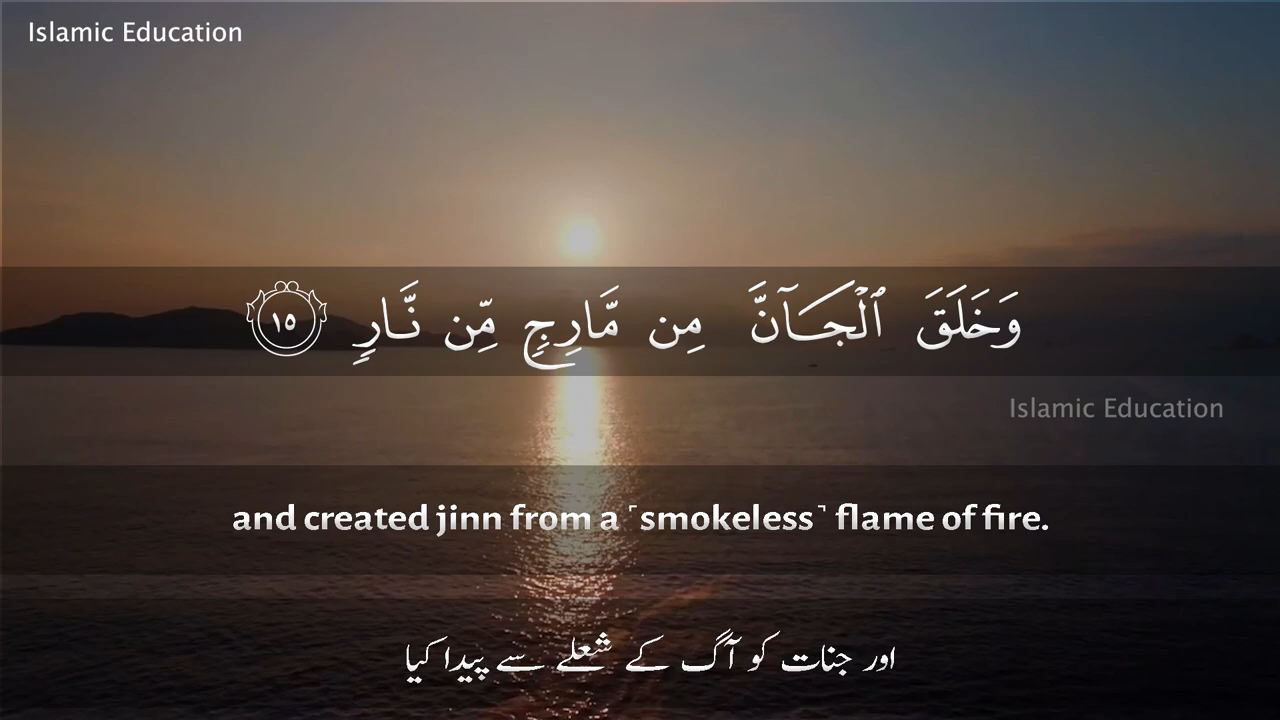 Islamic Education
وَخَلَقَ ٱلْجَآنَّ مِن مَّارِجٍ مِّن نَّارٍ ١٥
Islamic Education
and created jinn from a ˹smokeless˺ flame of fire.
اور جنات کو آگ کے شعلے سے پیدا کیا